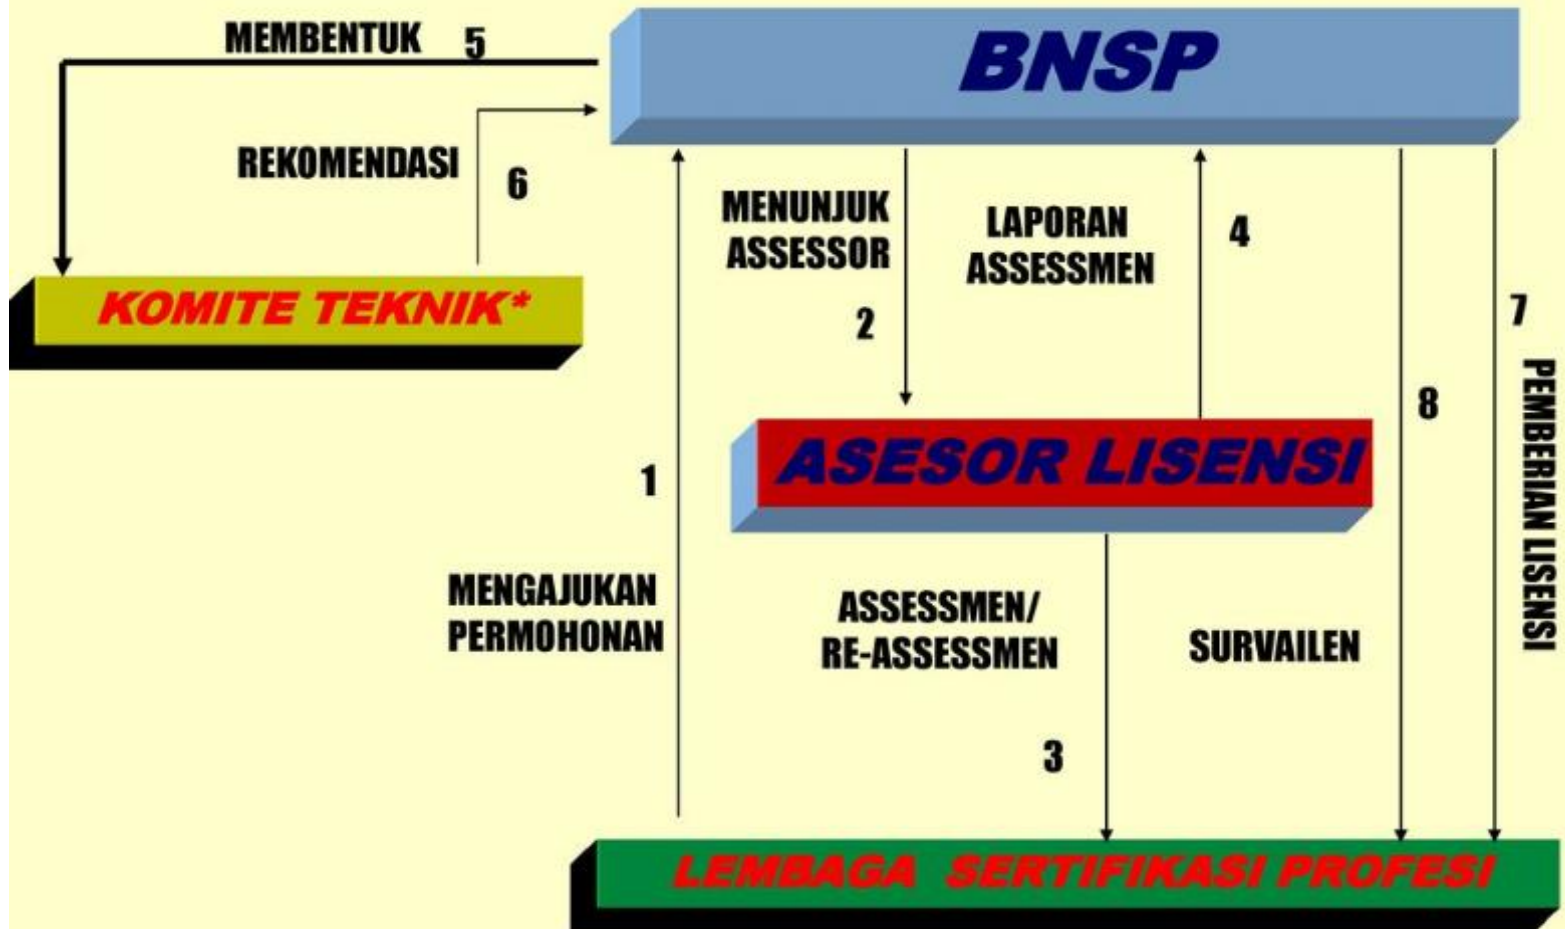 MEMBENTUK 5
BNSP
REKOMENDASI
6
MENUNJUK
ASSESSOR
2
LAPORAN
ASSESSMEN
4
KOMITE TEKNIK*
7
PEMBERIAN LISENSI
8
ASESOR LISENSI
1
MENGAJUKAN
PERMOHONAN
ASSESSMEN/
RE-ASSESSMEN
3
SURVAILEN
LEMBAGA SERTIFIKASI PROFESI